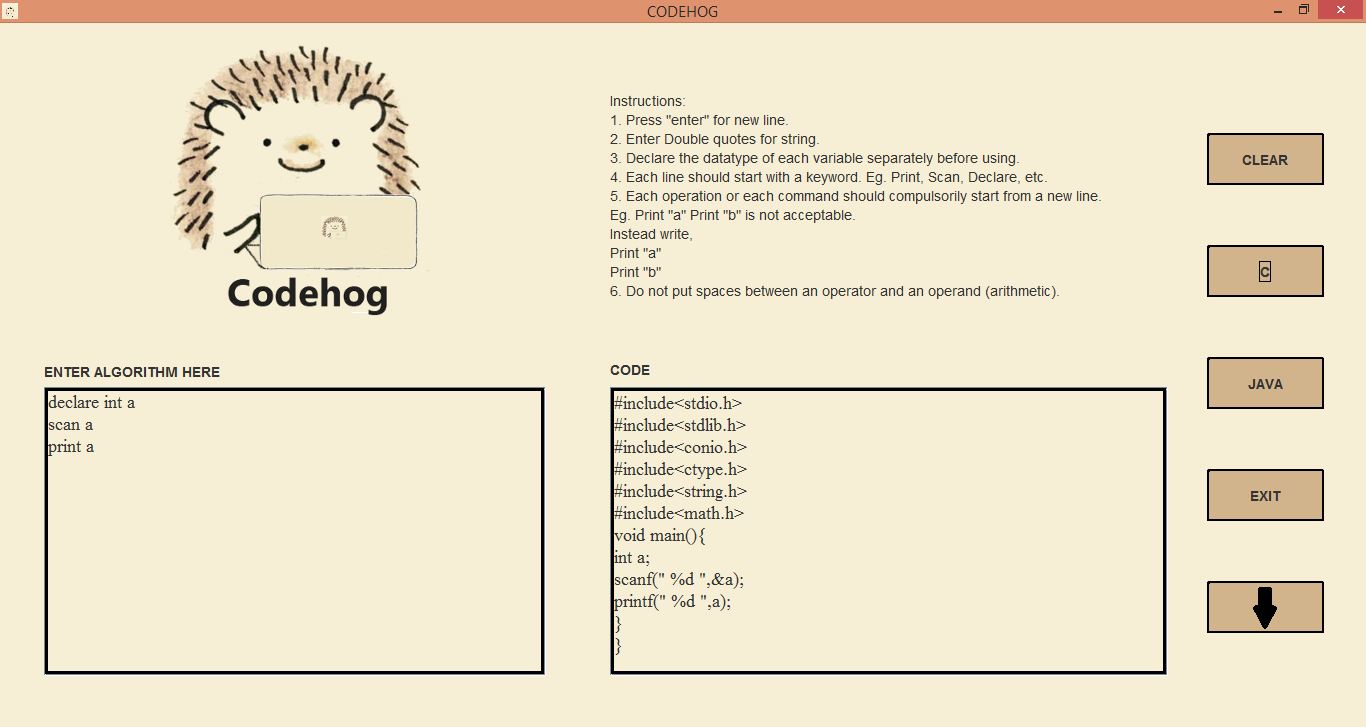 CODEHOG
Codehog
Instructions:
1. Press "enter" for new line.
2. Enter Double quotes for string.
3. Declare the datatype of each variable separately before using.
4. Each line should start with a keyword. Eg. Print, Scan, Declare, etc.
5. Each operation or each command should compulsorily start from a new line.
Eg. Print "a" Print "b" is not acceptable.
Instead write,
Print "a"
Print "b"
6. Do not put spaces between an operator and an operand (arithmetic).
ENTER ALGORITHM HERE
declare int a
scan a
print a
CODE
#include<stdio.h>
#include<stdlib.h>
#include<conio.h>
#include<ctype.h>
#include<string.h>
#include<math.h>
void main(){
int a;
scanf(" %d ",&a);
printf(" %d ",a);
}
}
CLEAR
C
JAVA
EXIT